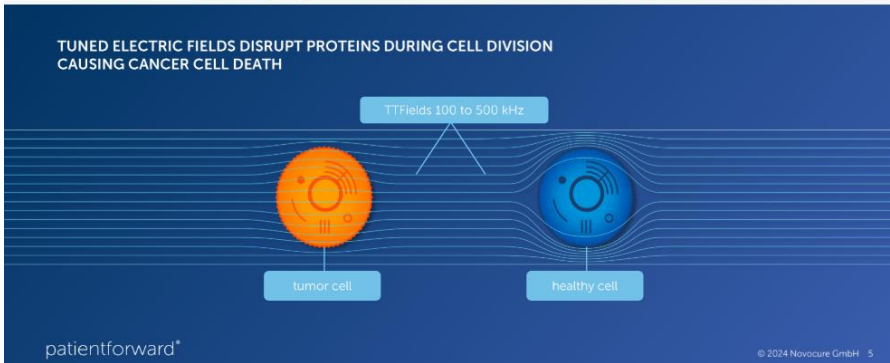 TUNED ELECTRIC FIELDS DISRUPT PROTEINS DURING CELL DIVISION
CAUSING CANCER CELL DEATH
TTFields 100 to 500 kHz
tumor cell
healthy cell
patientforward®
© 2024 Novocure GmbH 5